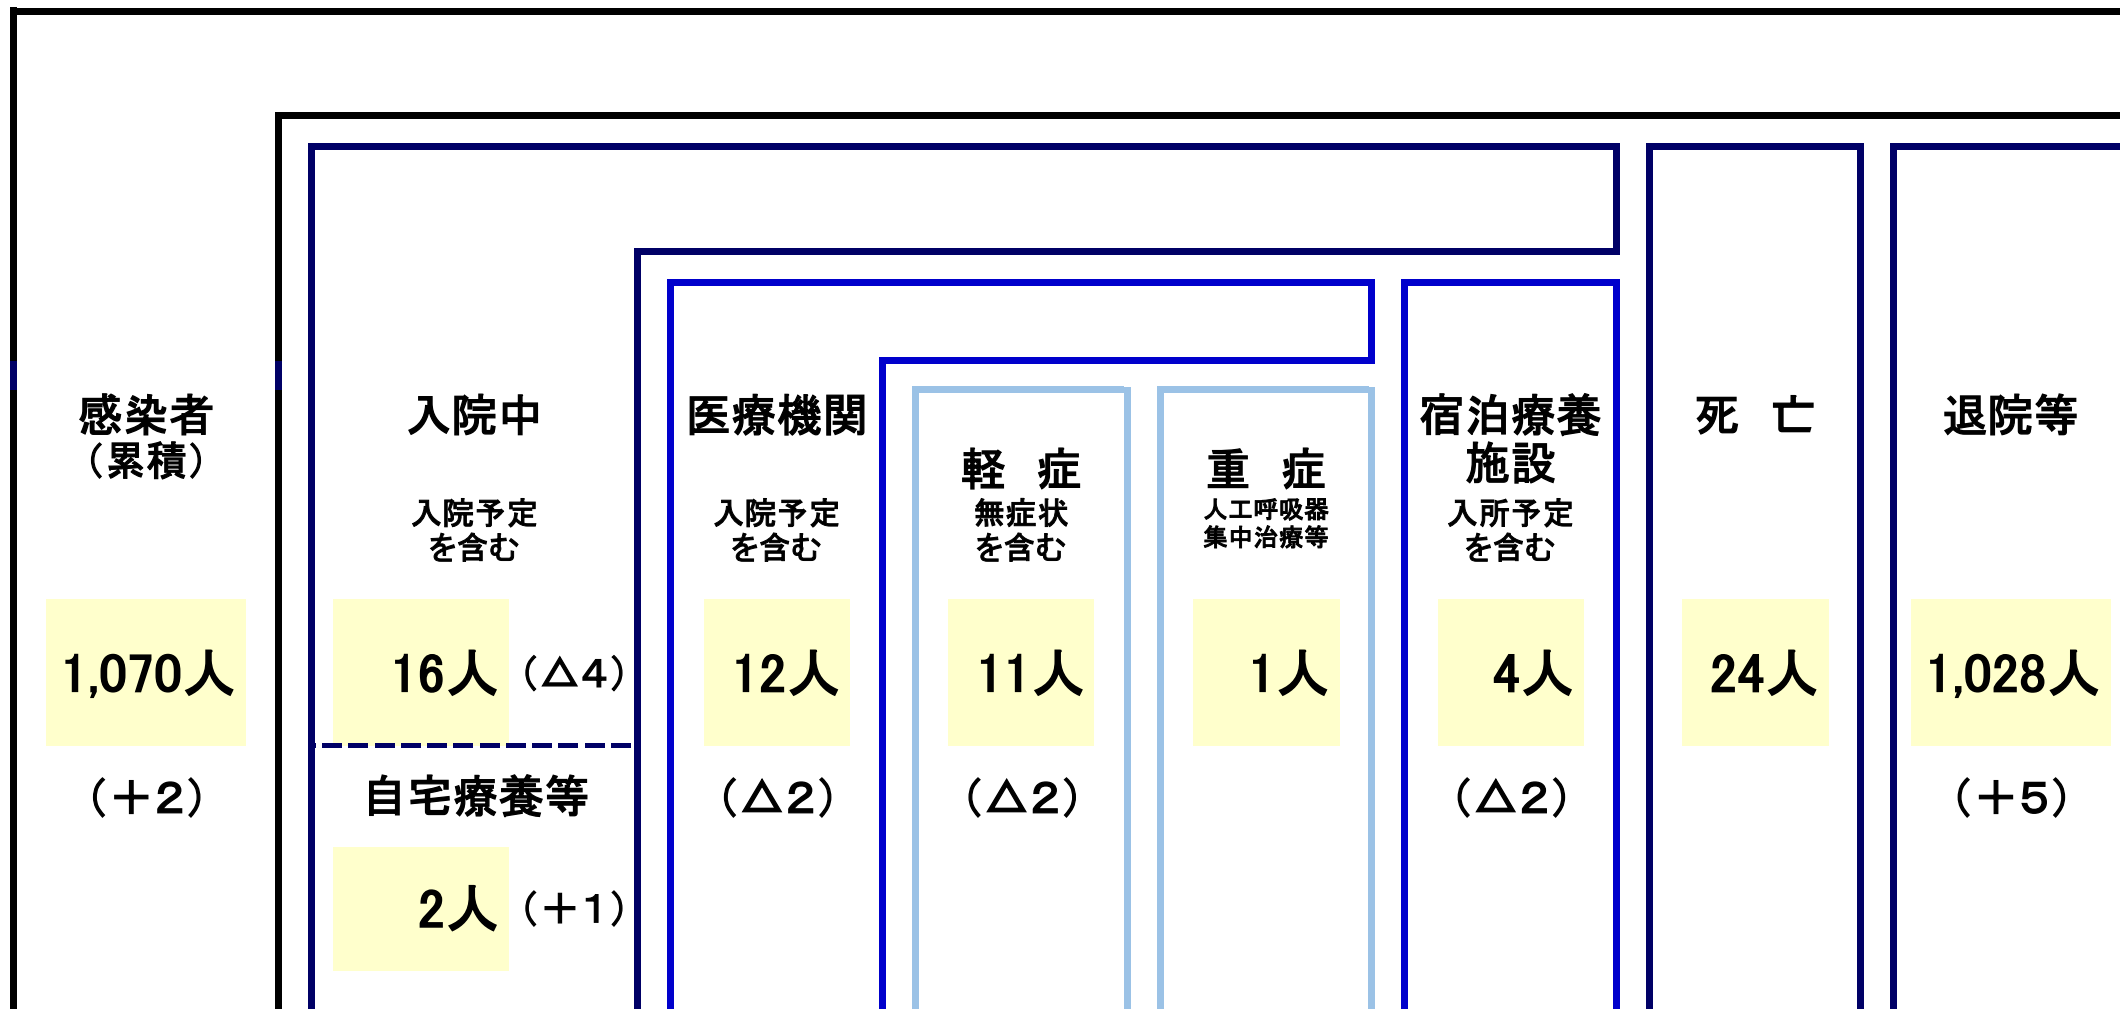 感染者
（累積）
1,070人
（＋2）
入院中
入院予定
を含む
16人（△4）
自宅療養等
2人（＋1）
医療機関
入院予定
を含む
12人
（△2）
軽　症
無症状
を含む
11人
（△2）
重　症
人工呼吸器
集中治療等
1人
宿泊療養
施設
入所予定
を含む
4人
（△2）
死　亡
24人
退院等
1,028人
（＋5）